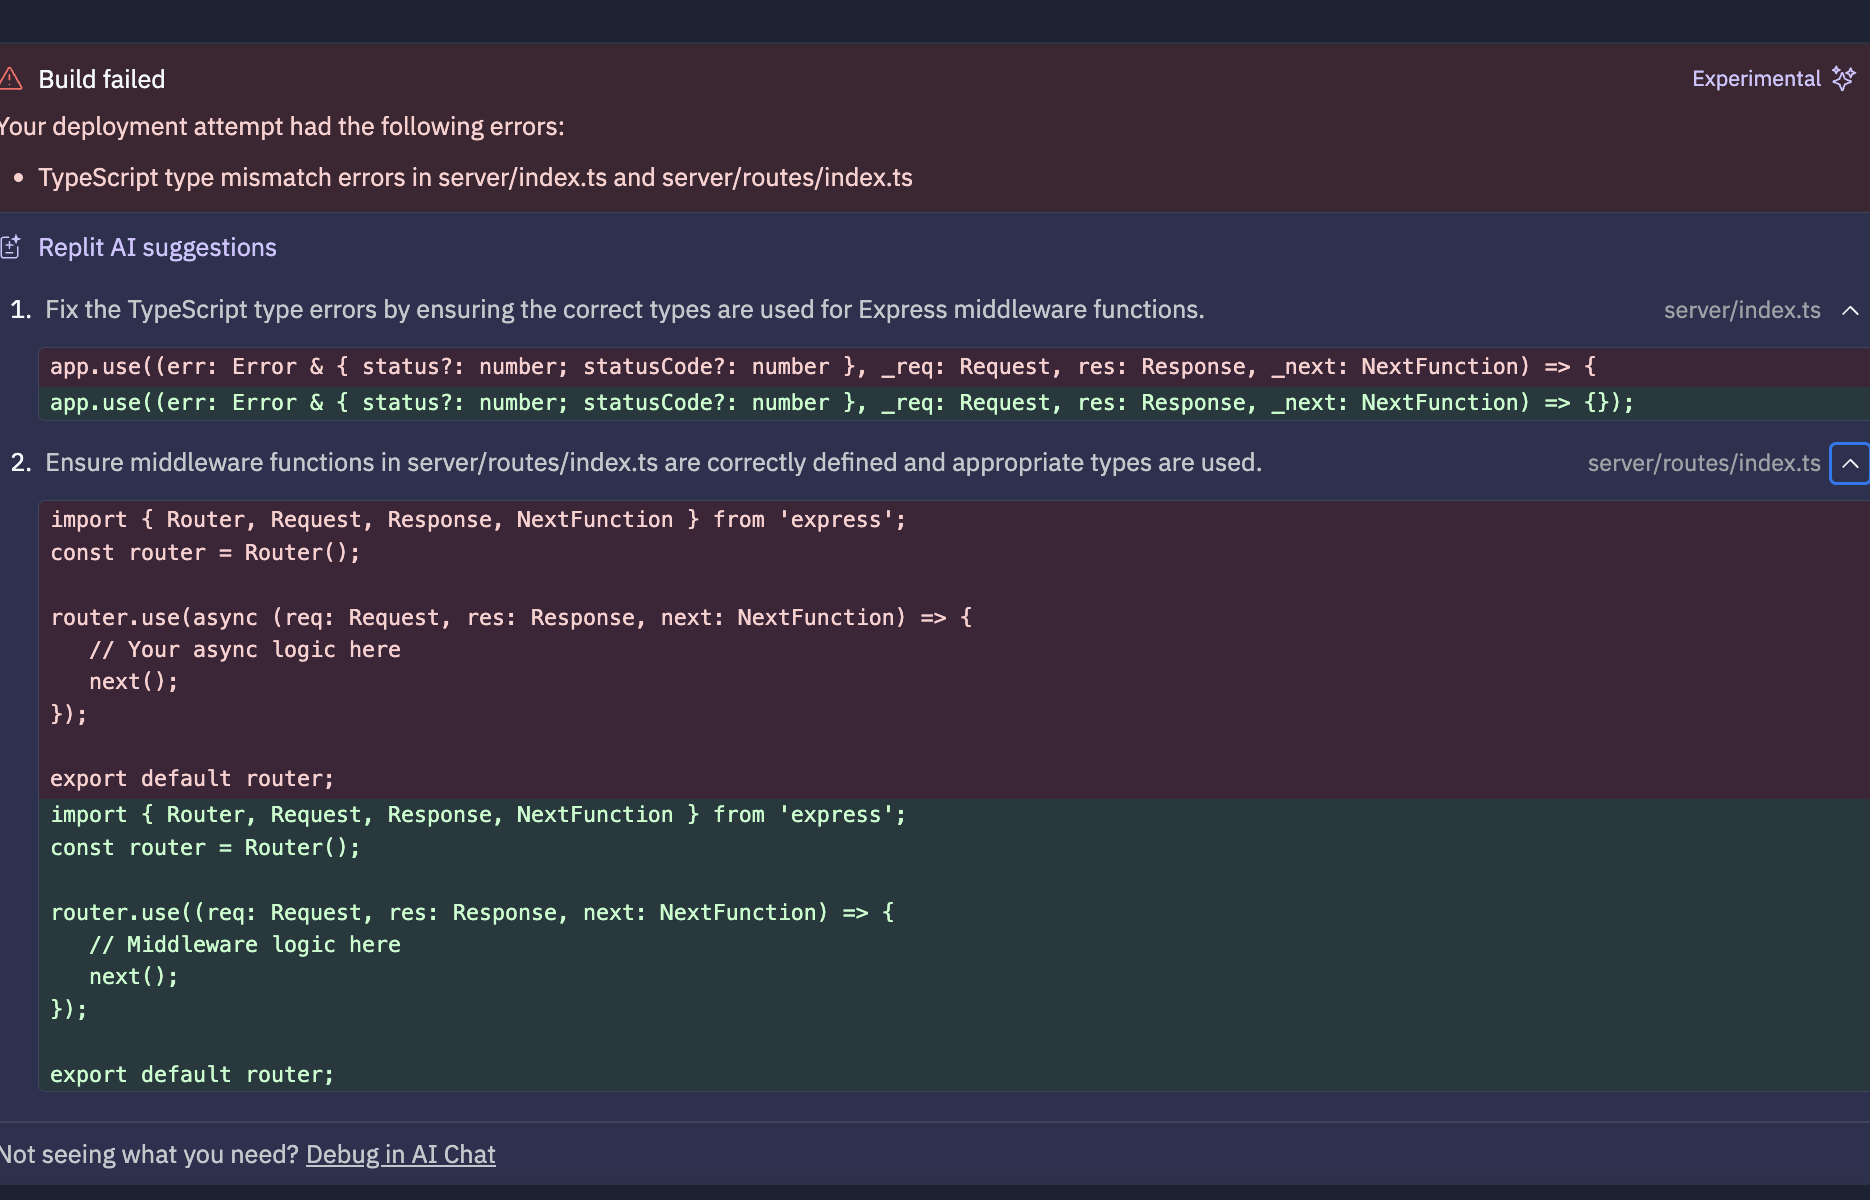 Build failed
Experimental
Your deployment attempt had the following errors:
• TypeScript type mismatch errors in server/index.ts and server/routes/index.ts
Replit AI suggestions
1. Fix the TypeScript type errors by ensuring the correct types are used for Express middleware functions.
server/index.ts
app.use((err: Error & { status?: number; statusCode?: number }, _req: Request, res: Response, _next: NextFunction) => {
app.use((err: Error & { status?: number; statusCode?: number }, _req: Request, res: Response, _next: NextFunction) => {});
2. Ensure middleware functions in server/routes/index.ts are correctly defined and appropriate types are used.
server/routes/index.ts
import { Router, Request, Response, NextFunction } from 'express';
const router = Router();
router.use(async (req: Request, res: Response, next: NextFunction) => {
   // Your async logic here
   next();
});
export default router;
import { Router, Request, Response, NextFunction } from 'express';
const router = Router();
router.use((req: Request, res: Response, next: NextFunction) => {
   // Middleware logic here
   next();
});
export default router;
Not seeing what you need? Debug in AI Chat